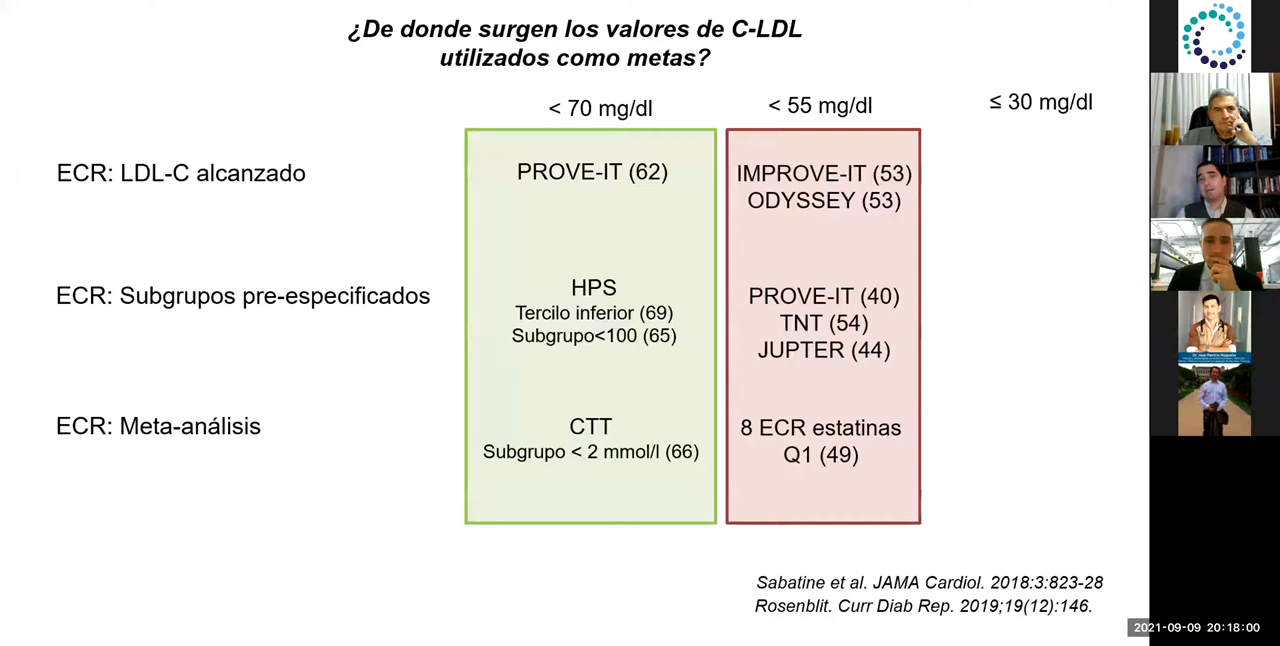 ¿De donde surgen los valores de C-LDL
utilizados como metas?
< 70 mg/dl
< 55 mg/dl
≤ 30 mg/dl
ECR: LDL-C alcanzado
PROVE-IT (62)
IMPROVE-IT (53)
ODYSSEY (53)
ECR: Subgrupos pre-especificados
HPS
Tercilo inferior (69)
Subgrupo<100 (65)
PROVE-IT (40)
TNT (54)
JUPTER (44)
ECR: Meta-análisis
CTT
Subgrupo < 2 mmol/l (66)
8 ECR estatinas
Q1 (49)
Sabatine et al. JAMA Cardiol. 2018:3:823-28
Rosenblit. Curr Diab Rep. 2019;19(12):146.
2021-09-09 20:18:00